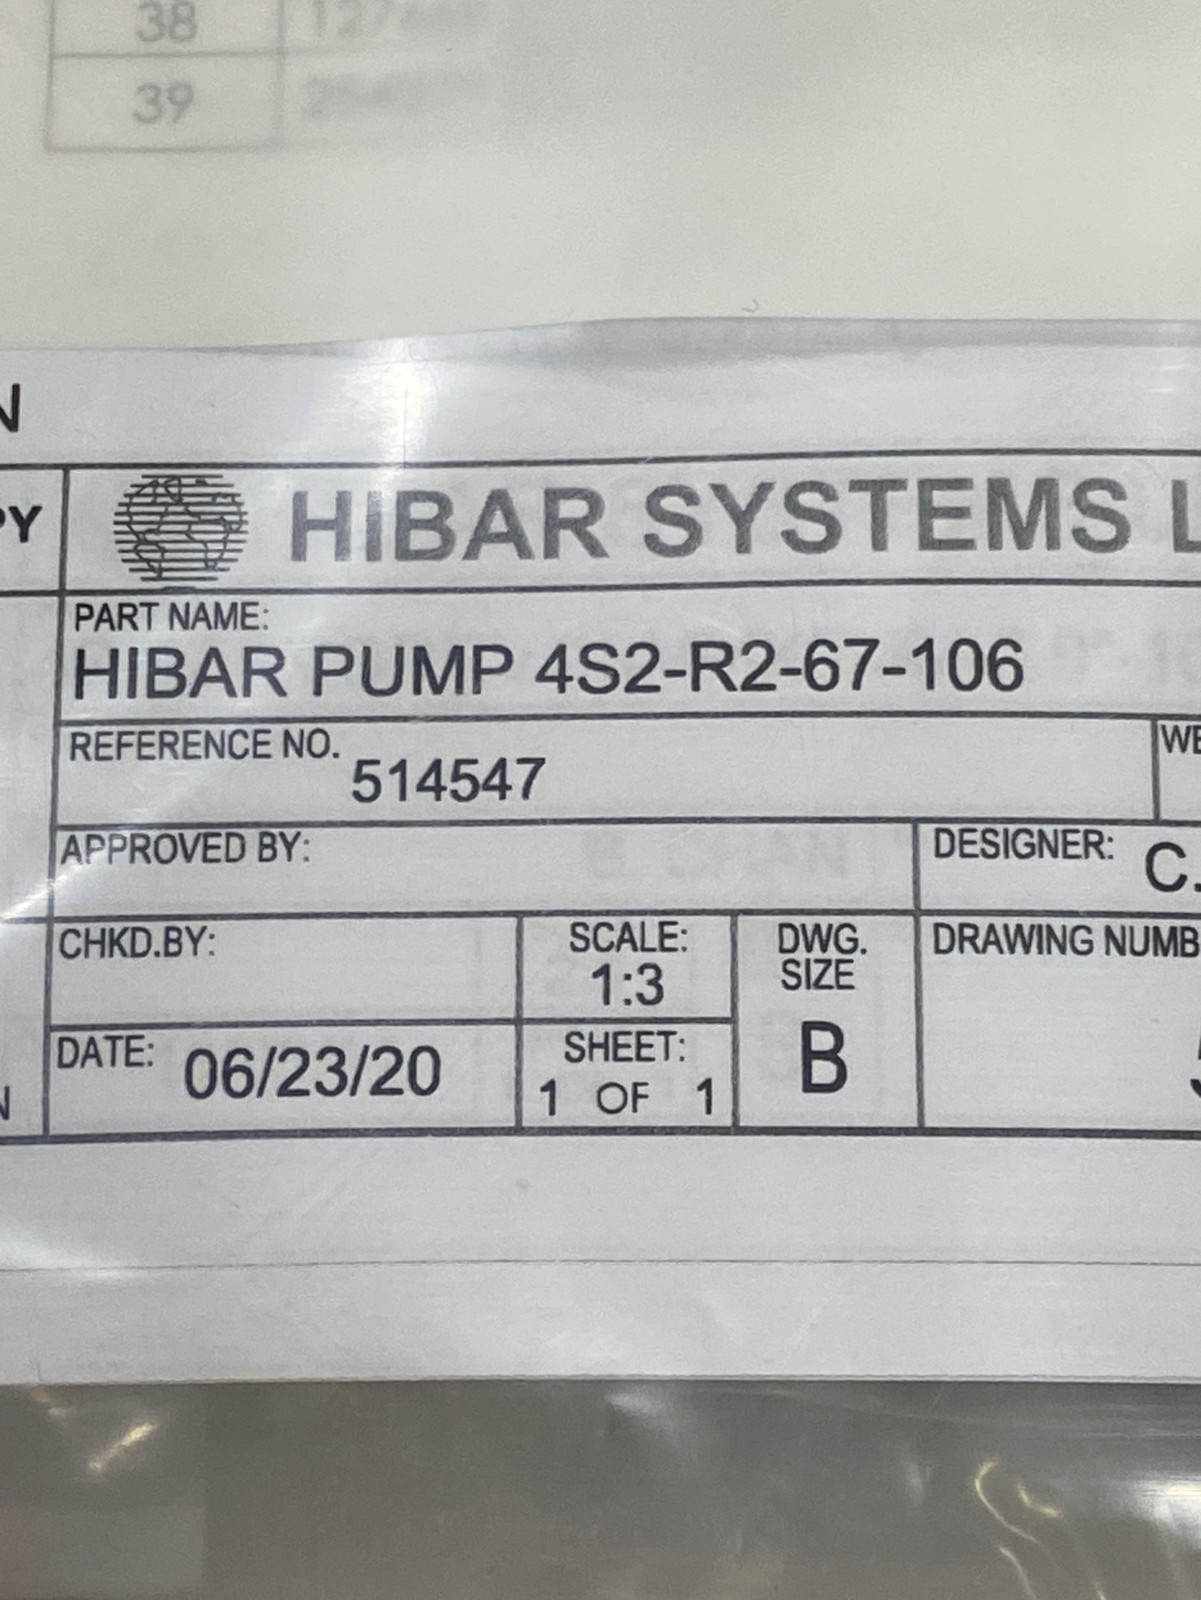 38
39
N
PY
HIBAR SYSTEMS L
PART NAME:
HIBAR PUMP 4S2-R2-67-106
REFERENCE NO. 514547
WE
APPROVED BY:
DESIGNER: C.
CHKD.BY:
SCALE:
1:3
DWG.
SIZE
B
DRAWING NUMB
DATE: 06/23/20
SHEET:
1 OF 1
N